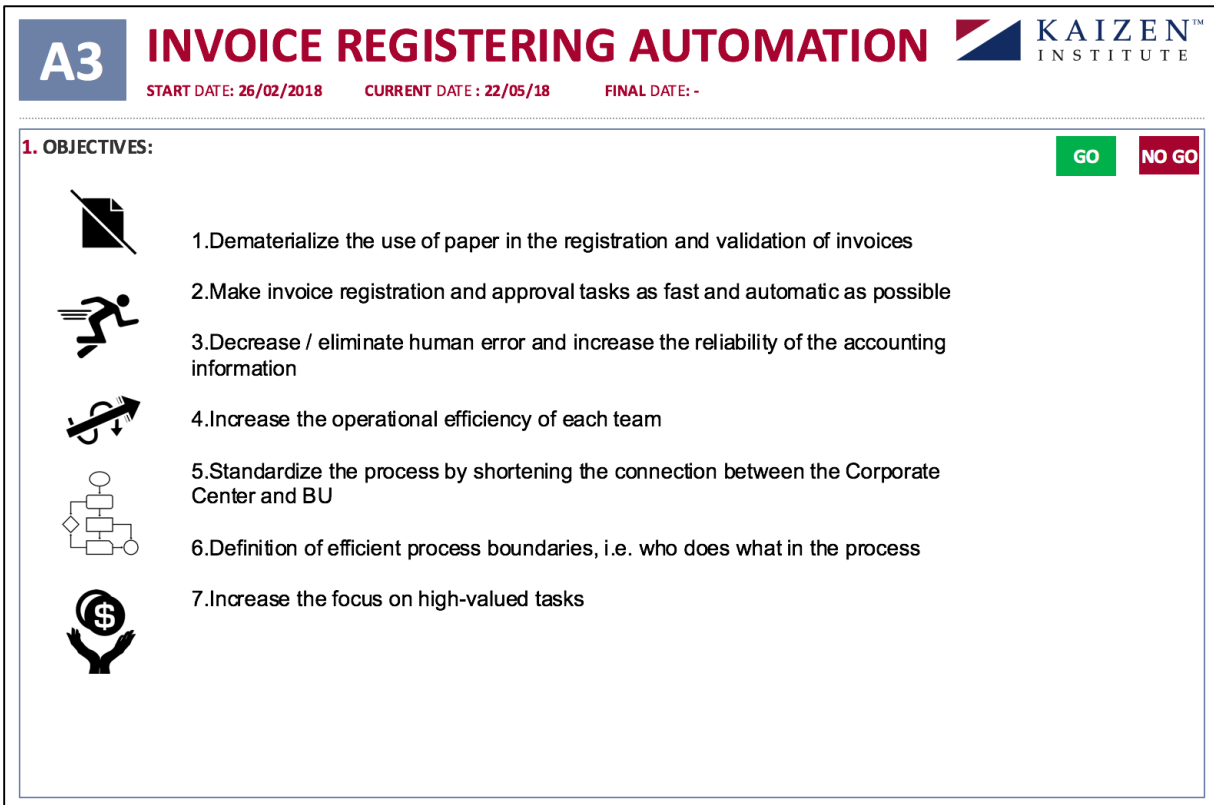 A3
INVOICE REGISTERING AUTOMATION
KAIZEN™
INSTITUTE
START DATE: 26/02/2018 CURRENT DATE : 22/05/18 FINAL DATE: -
1. OBJECTIVES:
GO
NO GO
1.Dematerialize the use of paper in the registration and validation of invoices
2.Make invoice registration and approval tasks as fast and automatic as possible
3.Decrease / eliminate human error and increase the reliability of the accounting
information
4.Increase the operational efficiency of each team
5.Standardize the process by shortening the connection between the Corporate
Center and BU
6.Definition of efficient process boundaries, i.e. who does what in the process
7.Increase the focus on high-valued tasks
$